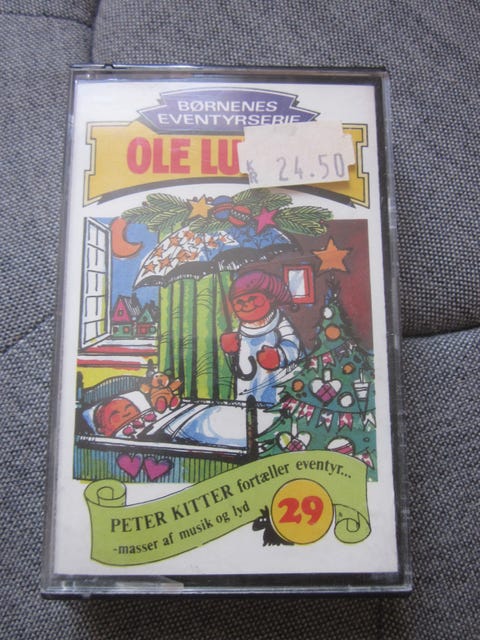 BØRNENES
EVENTYRSERIE
OLE LU
KR 24.50
PETER KITTER fortæller eventyr...
-masser af musik og lyd
29